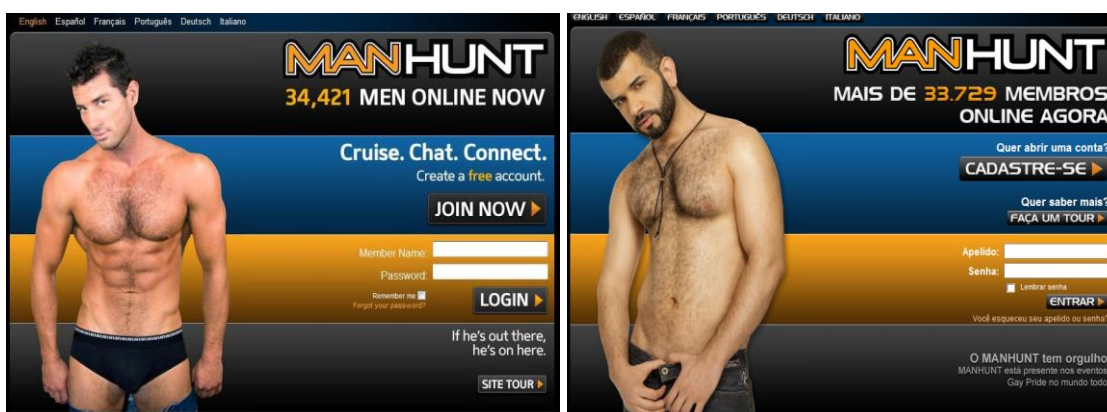 English Español Français Português Deutsch Italiano
MANHUNT
34,421 MEN ONLINE NOW
Cruise. Chat. Connect.
Create a free account.
JOIN NOW
Member Name:
Password:
Remember me
Forgot your password?
LOGIN
If he's out there,
he's on here.
SITE TOUR
ENGLISH ESPAÑOL FRANÇAIS PORTUGUÊS DEUTSCH ITALIANO
MANHUNT
MAIS DE 33.729 MEMBROS
ONLINE AGORA
Quer abrir uma conta?
CADASTRE-SE
Quer saber mais?
FAÇA UM TOUR
Apelido:
Senha:
Lembrar senha
ENTRAR
Você esqueceu seu apelido ou senha?
O MANHUNT tem orgulho
MANHUNT está presente nos eventos
Gay Pride no mundo todo